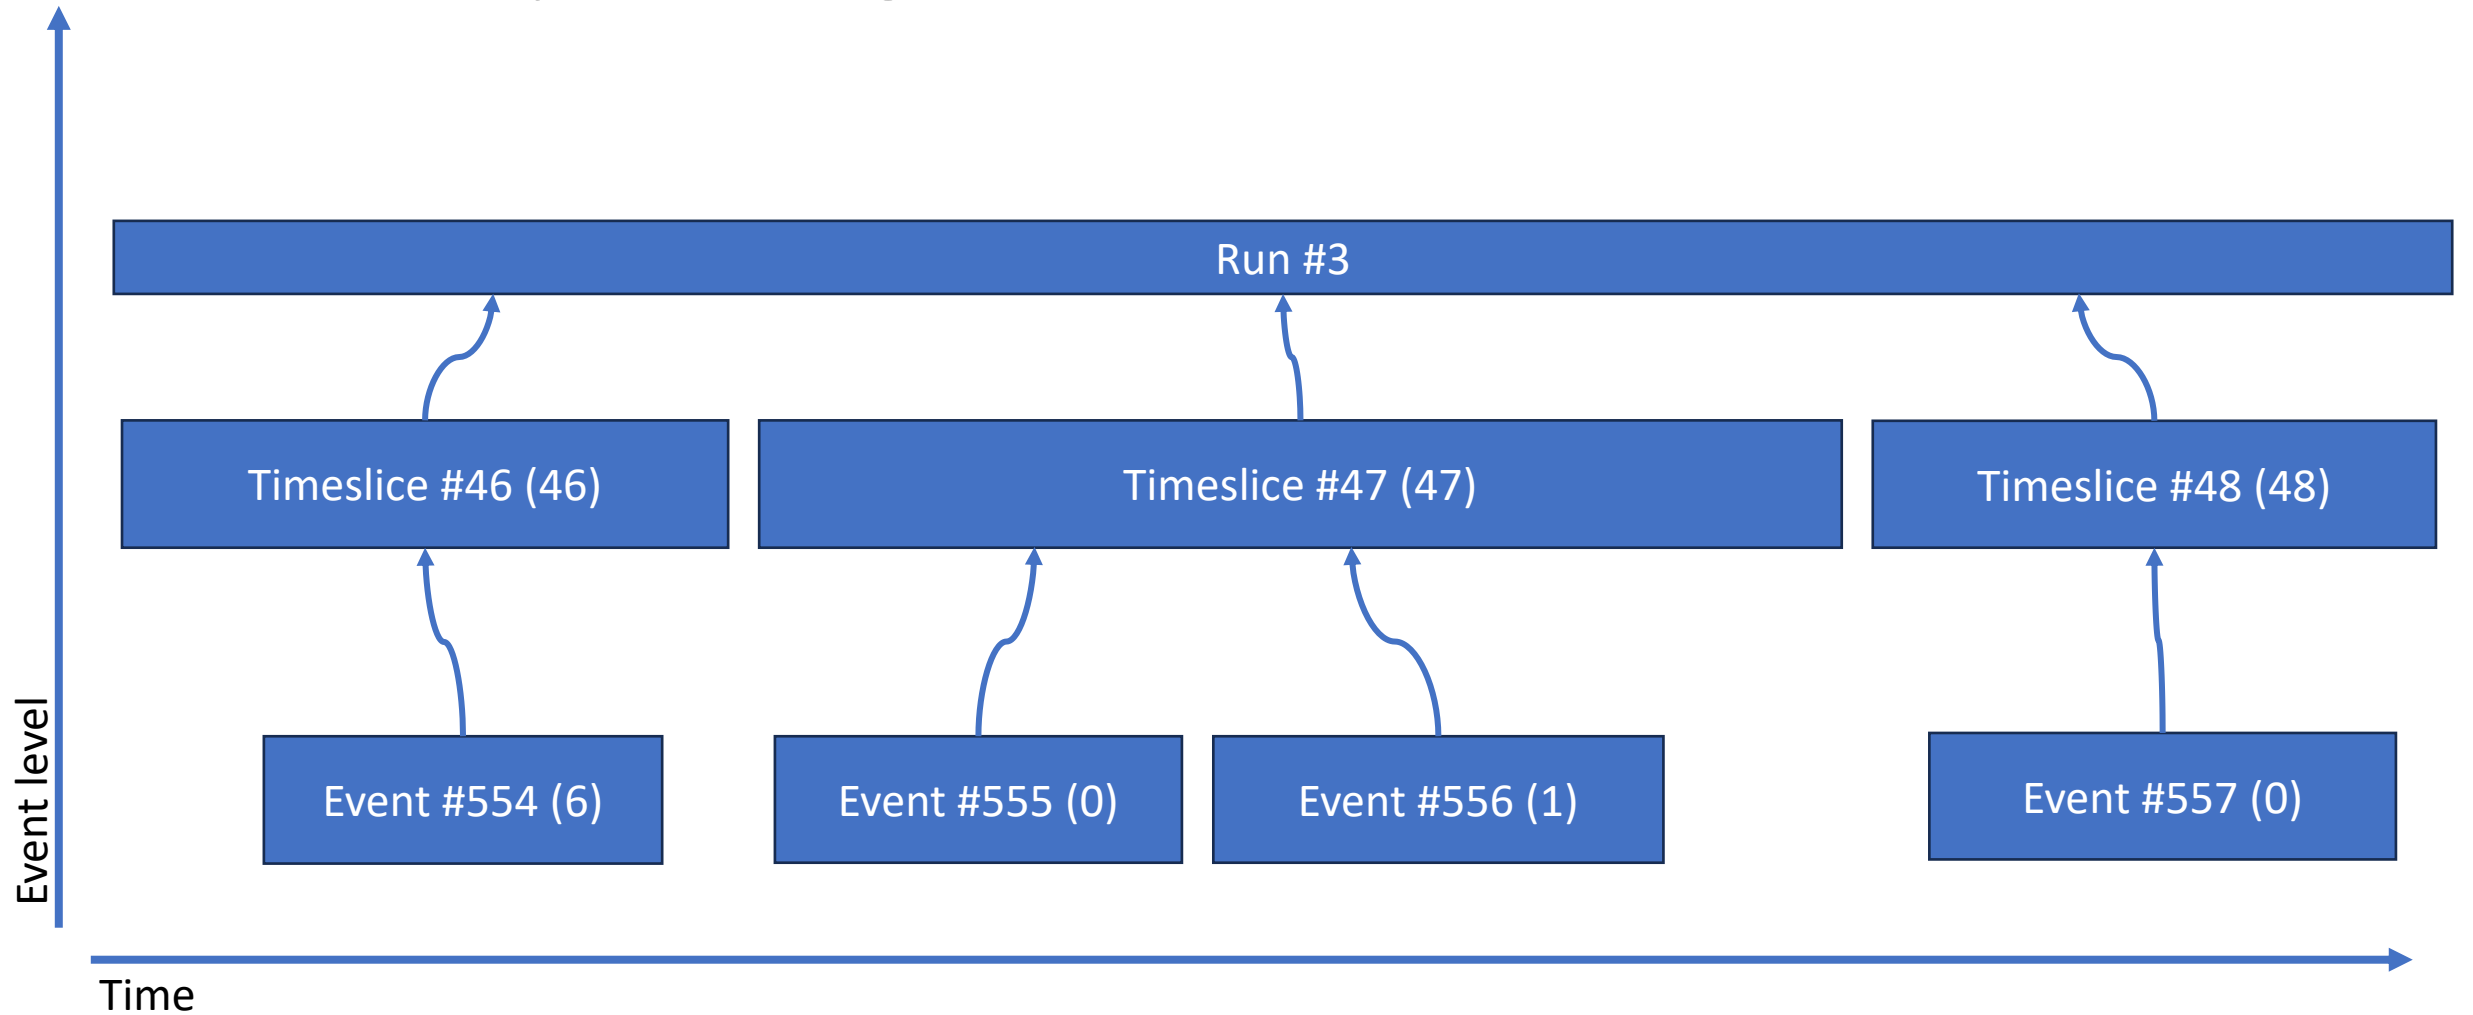 Run #3
Timeslice #46 (46)
Timeslice #47 (47)
Timeslice #48 (48)
Event #554 (6)
Event #555 (0)
Event #556 (1)
Event #557 (0)
Event level
Time